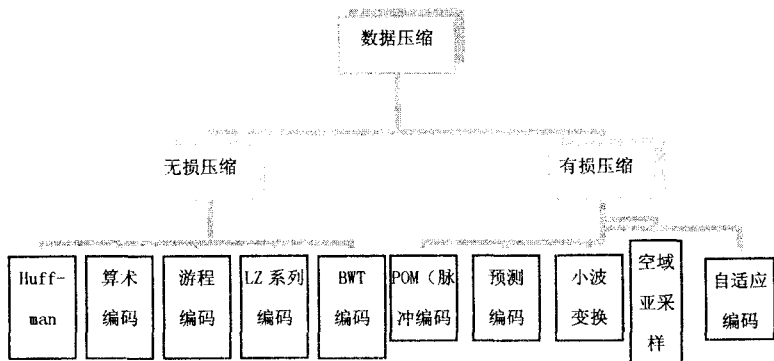 数据压缩
无损压缩
有损压缩
Huff-
man
算术
编码
游程
编码
LZ 系列
编码
BWT
编码
POM（脉
冲编码
预测
编码
小波
变换
空域
亚采
样
自适应
编码